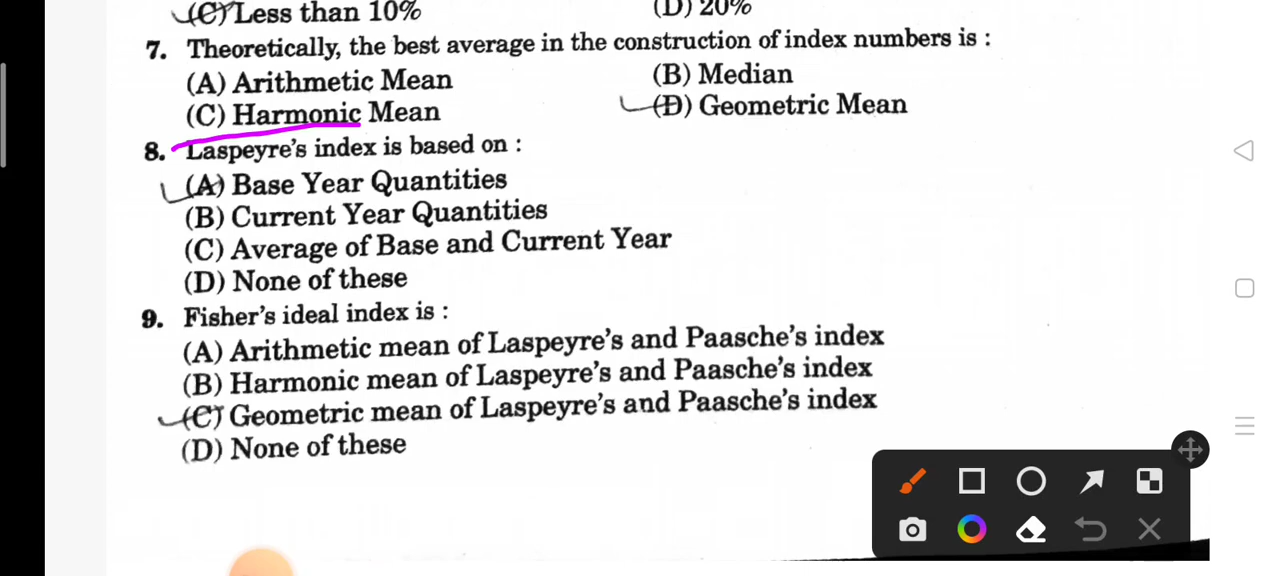 (C) Less than 10% (D) 20%
7. Theoretically, the best average in the construction of index numbers is :
(A) Arithmetic Mean (B) Median
(C) Harmonic Mean (D) Geometric Mean
8. Laspeyre's index is based on :
(A) Base Year Quantities
(B) Current Year Quantities
(C) Average of Base and Current Year
(D) None of these
9. Fisher's ideal index is :
(A) Arithmetic mean of Laspeyre's and Paasche's index
(B) Harmonic mean of Laspeyre's and Paasche's index
(C) Geometric mean of Laspeyre's and Paasche's index
(D) None of these